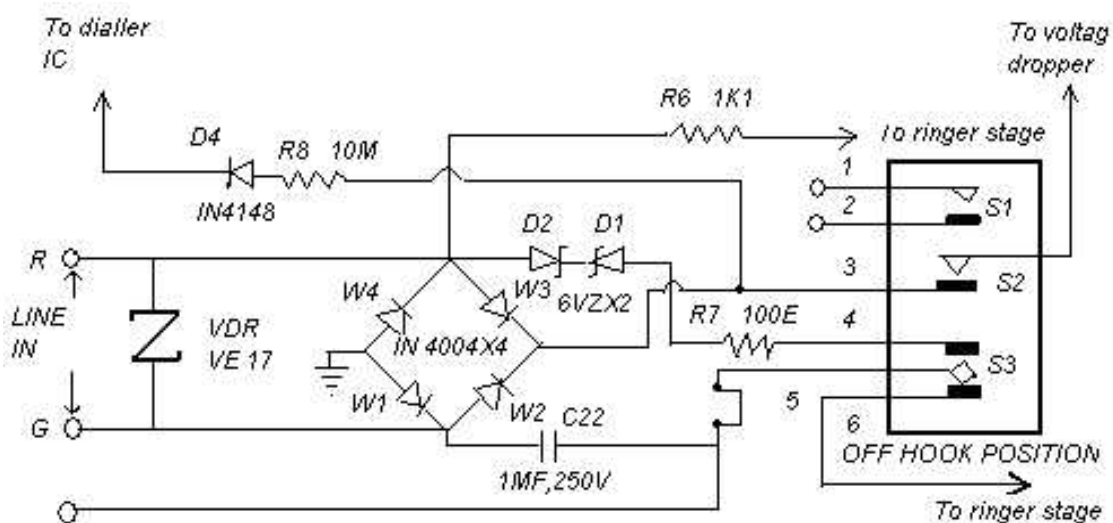 To dialler
IC
To voltag
dropper
R6 1K1
To ringer stage
D4
R8 10M
1
IN4148
2
S1
D2 D1
R
3
W4
W3
S2
6VZX2
LINE
IN
VDR
VE 17
R7 100E
4
IN 4004X4
S3
W1
W2
5
G
C22
6
OFF HOOK POSITION
1MF,250V
To ringer stage